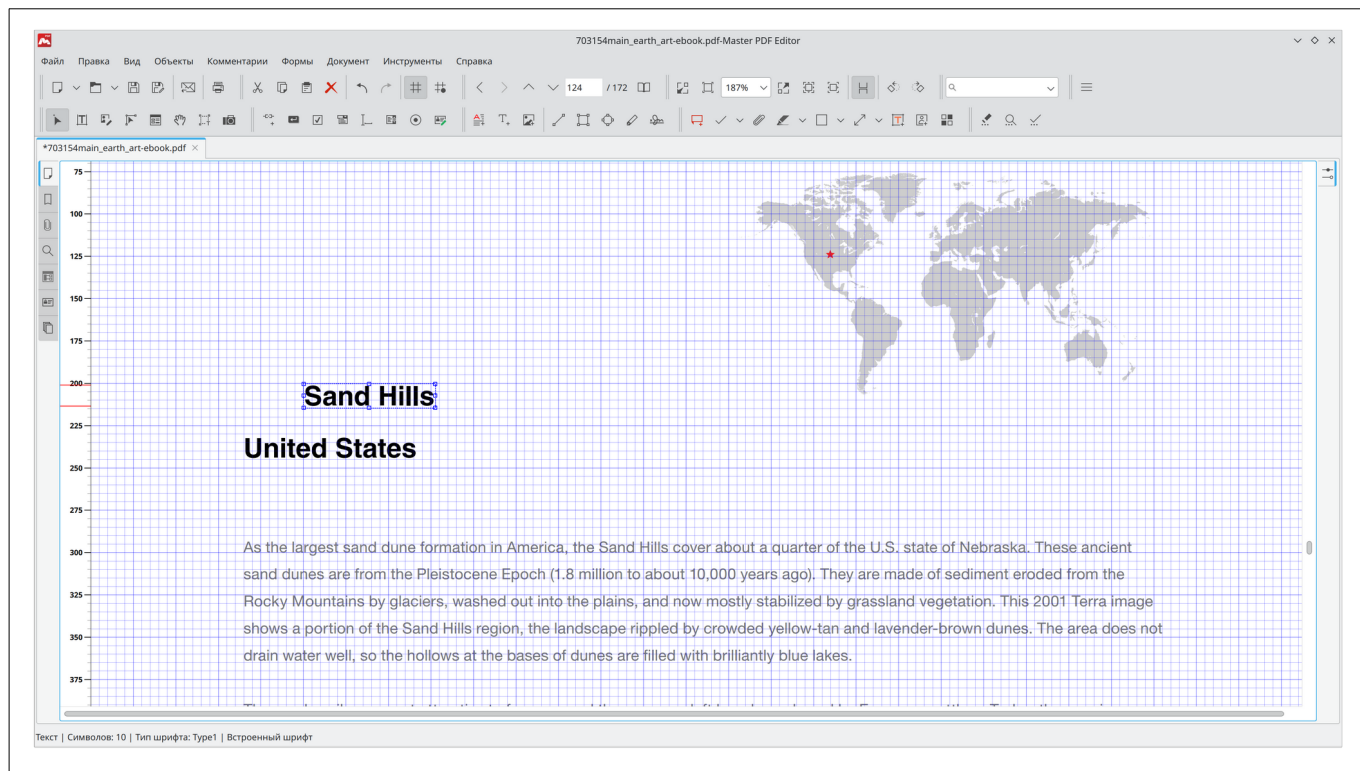 703154main_earth_art-ebook.pdf-Master PDF Editor
Файл Правка Вид Объекты Комментарии Формы Документ Инструменты Справка
124 / 172 187%
*703154main_earth_art-ebook.pdf
75
100
125
150
175
200
Sand Hills
225
United States
250
275
300
As the largest sand dune formation in America, the Sand Hills cover about a quarter of the U.S. state of Nebraska. These ancient
sand dunes are from the Pleistocene Epoch (1.8 million to about 10,000 years ago). They are made of sediment eroded from the
325
Rocky Mountains by glaciers, washed out into the plains, and now mostly stabilized by grassland vegetation. This 2001 Terra image
shows a portion of the Sand Hills region, the landscape rippled by crowded yellow-tan and lavender-brown dunes. The area does not
350
drain water well, so the hollows at the bases of dunes are filled with brilliantly blue lakes.
375
Текст | Символов: 10 | Тип шрифта: Type1 | Встроенный шрифт